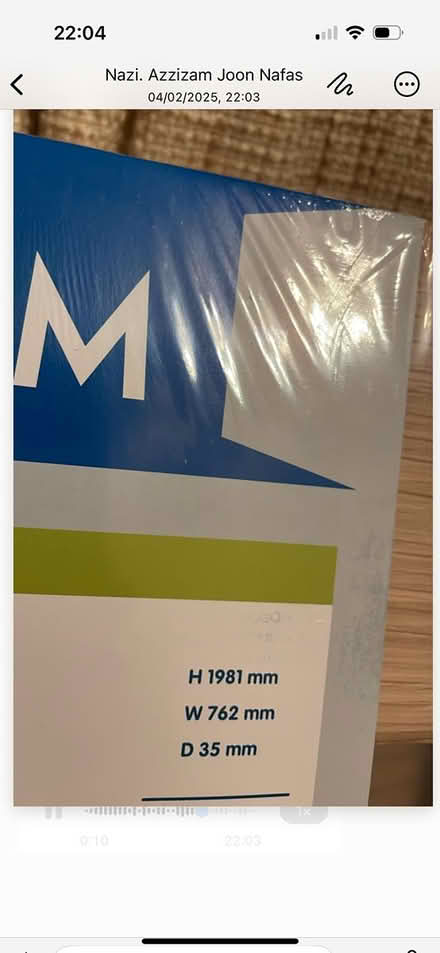 22:04
Nazi. Azzizam Joon Nafas
04/02/2025, 22:03
M
H 1981 mm
W 762 mm
D 35 mm
1×
0:10
22:03